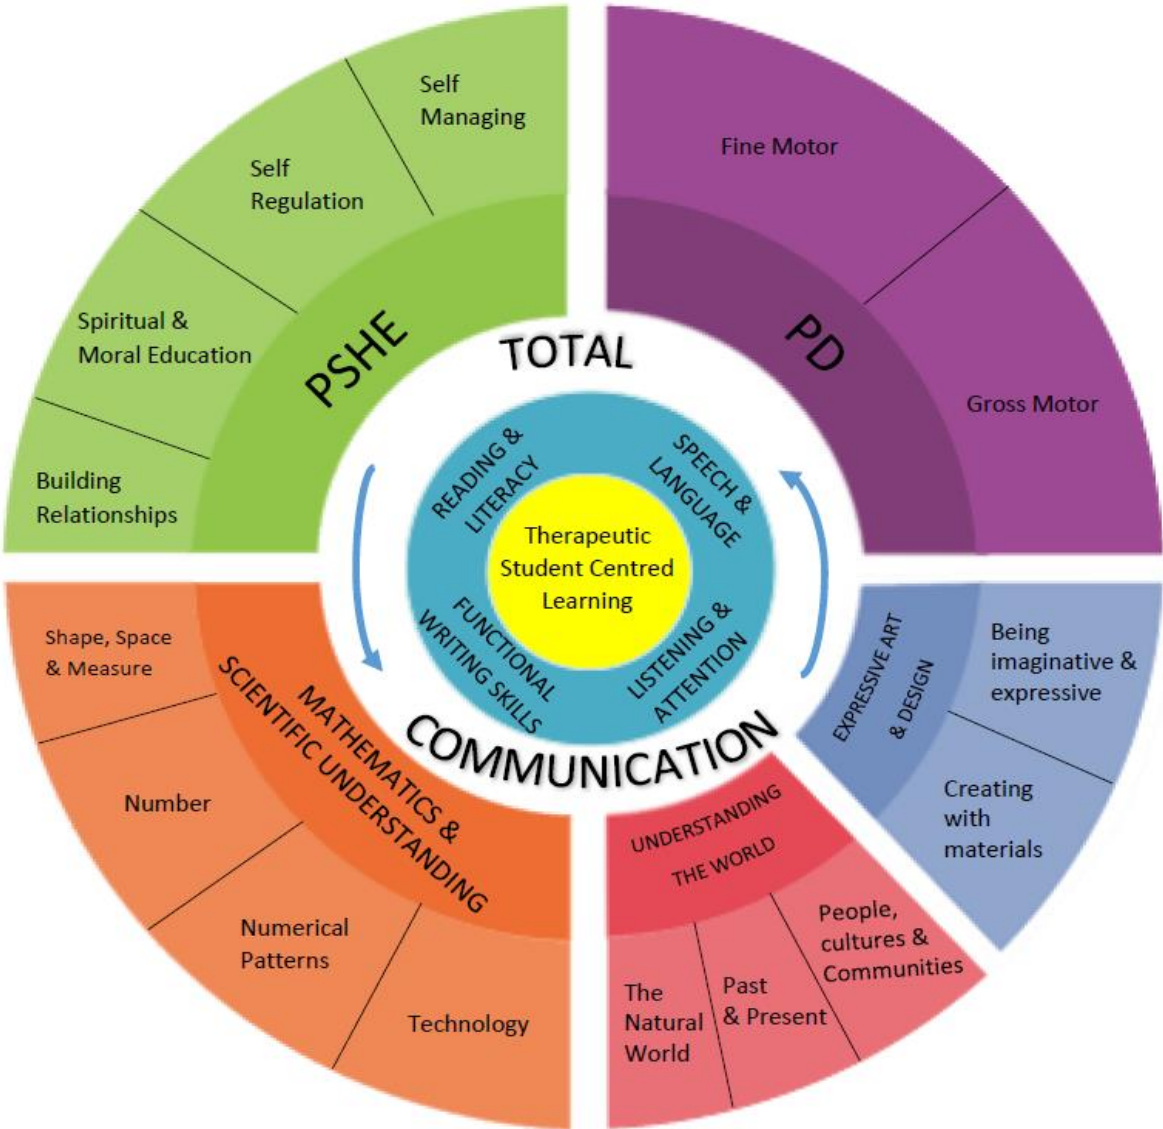 Self
Managing
Self
Regulation
Spiritual &
Moral Education
Building
Relationships
PSHE
Fine Motor
Gross Motor
PD
TOTAL
COMMUNICATION
READING &
LITERACY
SPEECH &
LANGUAGE
Therapeutic
Student Centred
Learning
FUNCTIONAL
WRITING SKILLS
LISTENING &
ATTENTION
Shape, Space
& Measure
Number
Numerical
Patterns
Technology
MATHEMATICS &
SCIENTIFIC UNDERSTANDING
UNDERSTANDING
THE WORLD
The
Natural
World
Past
& Present
People,
cultures &
Communities
EXPRESSIVE ART
& DESIGN
Being
imaginative &
expressive
Creating
with
materials